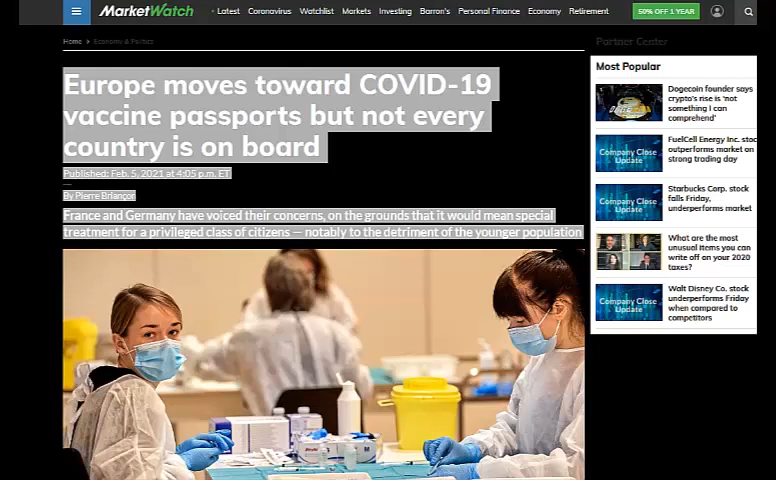 MarketWatch
Latest Coronavirus Watchlist Markets Investing Barron's Personal Finance Economy Retirement
50% OFF 1 YEAR
Home > Economy & Politics
Europe moves toward COVID-19
vaccine passports but not every
country is on board
Published: Feb. 5, 2021 at 4:05 p.m. ET
By Pierre Briançon
France and Germany have voiced their concerns, on the grounds that it would mean special
treatment for a privileged class of citizens — notably to the detriment of the younger population
Partner Center
Most Popular
Dogecoin founder says
crypto's rise is 'not
something I can
comprehend'
Company Close
Update
FuelCell Energy Inc. stoc
outperforms market on
strong trading day
Company Close
Update
Starbucks Corp. stock
falls Friday,
underperforms market
What are the most
unusual items you can
write off on your 2020
taxes?
Company Close
Update
Walt Disney Co. stock
underperforms Friday
when compared to
competitors